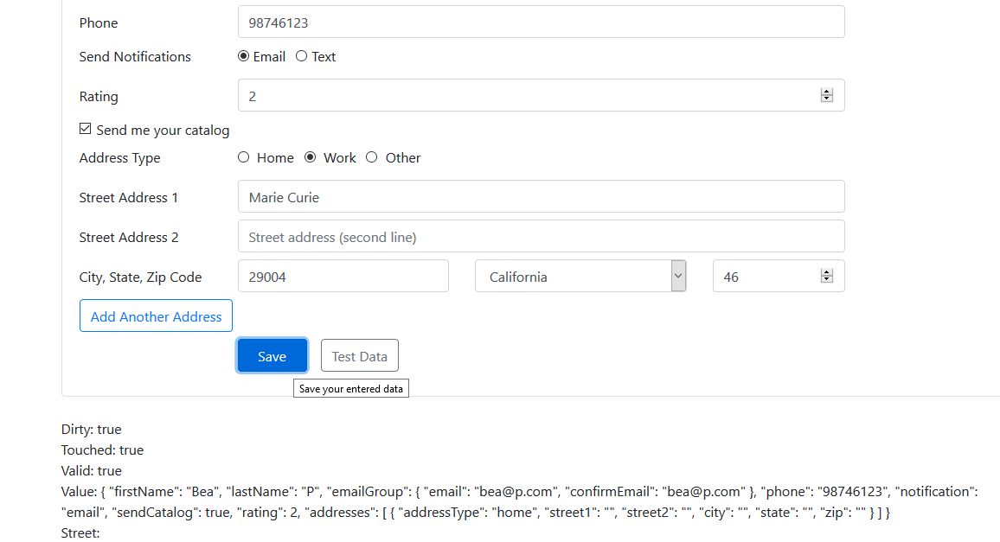 Phone 98746123
Send Notifications Email Text
Rating 2
Send me your catalog
Address Type Home Work Other
Street Address 1 Marie Curie
Street Address 2 Street address (second line)
City, State, Zip Code 29004 California 46
Add Another Address
Save Test Data
Save your entered data
Dirty: true
Touched: true
Valid: true
Value: { "firstName": "Bea", "lastName": "P", "emailGroup": { "email": "bea@p.com", "confirmEmail": "bea@p.com" }, "phone": "98746123", "notification":
"email", "sendCatalog": true, "rating": 2, "addresses": [ { "addressType": "home", "street1": "", "street2": "", "city": "", "state": "", "zip": "" } ] }
Street: